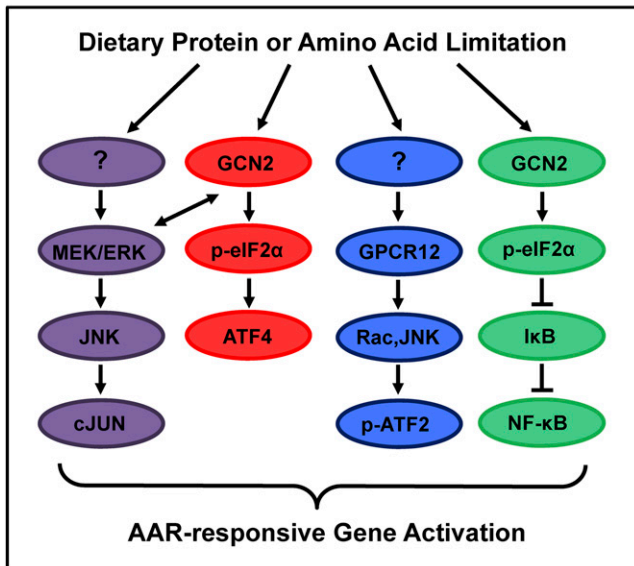 Dietary Protein or Amino Acid Limitation
? GCN2 ? GCN2
MEK/ERK p-eIF2α GPCR12 p-eIF2α
JNK ATF4 Rac,JNK IκB
cJUN p-ATF2 NF-κB
AAR-responsive Gene Activation